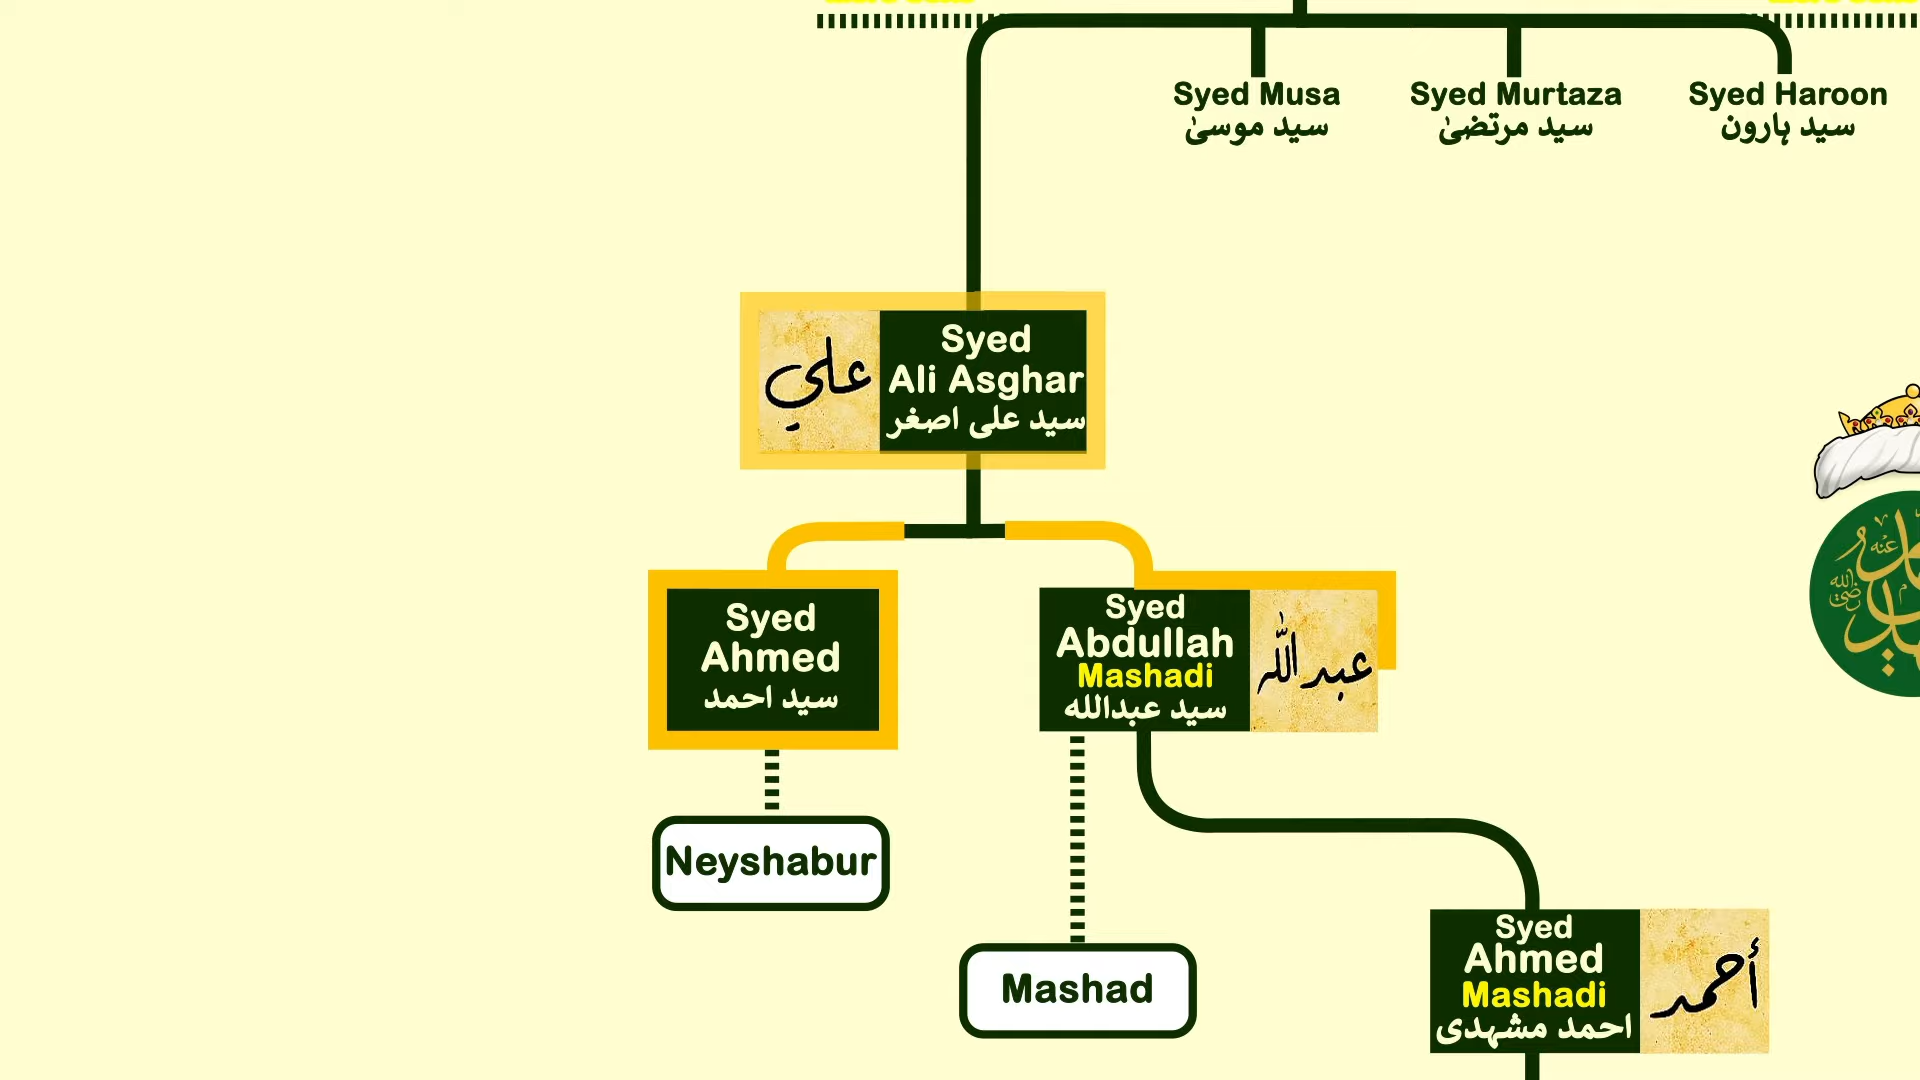 Syed Musa
سید موسیٰ
Syed Murtaza
سید مرتضیٰ
Syed Haroon
سید ہارون
علي
Syed
Ali Asghar
سید علی اصغر
Syed
Ahmed
سید احمد
Syed
Abdullah
Mashadi
سید عبدالله
عبد الله
Neyshabur
Mashad
Syed
Ahmed
Mashadi
احمد مشہدی
أحمد